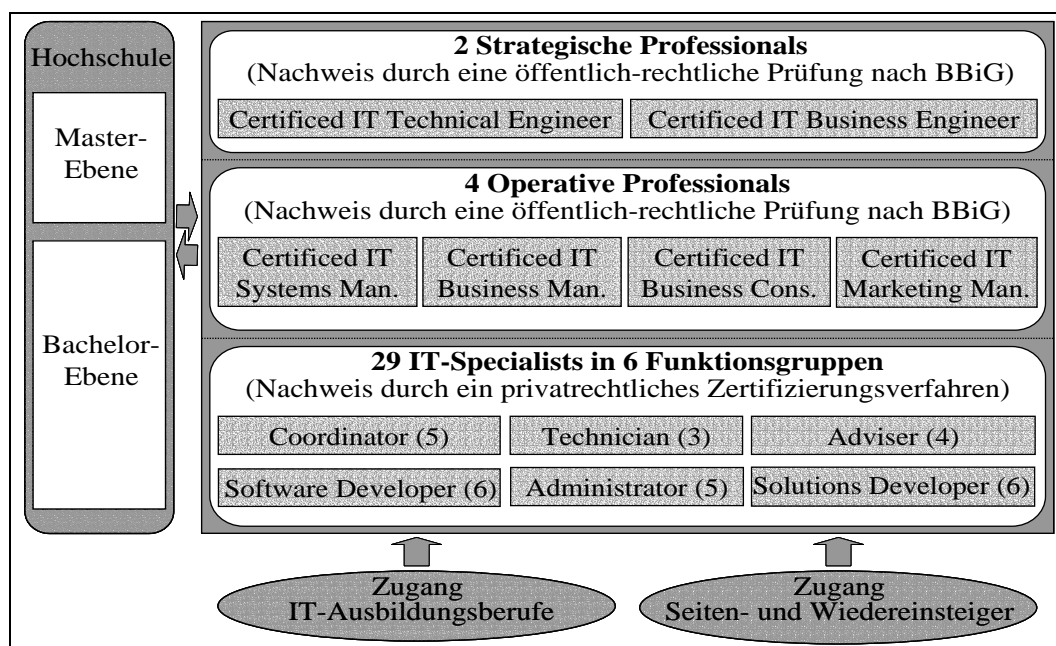 Hochschule
Master-
Ebene
Bachelor-
Ebene
2 Strategische Professionals
(Nachweis durch eine öffentlich-rechtliche Prüfung nach BBiG)
Certificed IT Technical Engineer
Certificed IT Business Engineer
4 Operative Professionals
(Nachweis durch eine öffentlich-rechtliche Prüfung nach BBiG)
Certificed IT
Systems Man.
Certificed IT
Business Man.
Certificed IT
Business Cons.
Certificed IT
Marketing Man.
29 IT-Specialists in 6 Funktionsgruppen
(Nachweis durch ein privatrechtliches Zertifizierungsverfahren)
Coordinator (5)
Technician (3)
Adviser (4)
Software Developer (6)
Administrator (5)
Solutions Developer (6)
Zugang
IT-Ausbildungsberufe
Zugang
Seiten- und Wiedereinsteiger